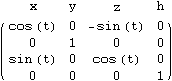 x y z h
cos(t) 0 -sin(t) 0
0 1 0 0
sin(t) 0 cos(t) 0
0 0 0 1